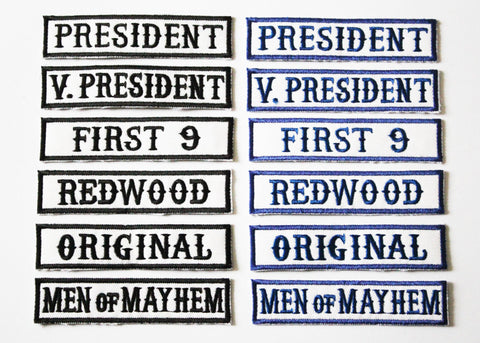 PRESIDENT PRESIDENT
V. PRESIDENT V. PRESIDENT
FIRST 9 FIRST 9
REDWOOD REDWOOD
ORIGINAL ORIGINAL
MEN OF MAYHEM MEN OF MAYHEM